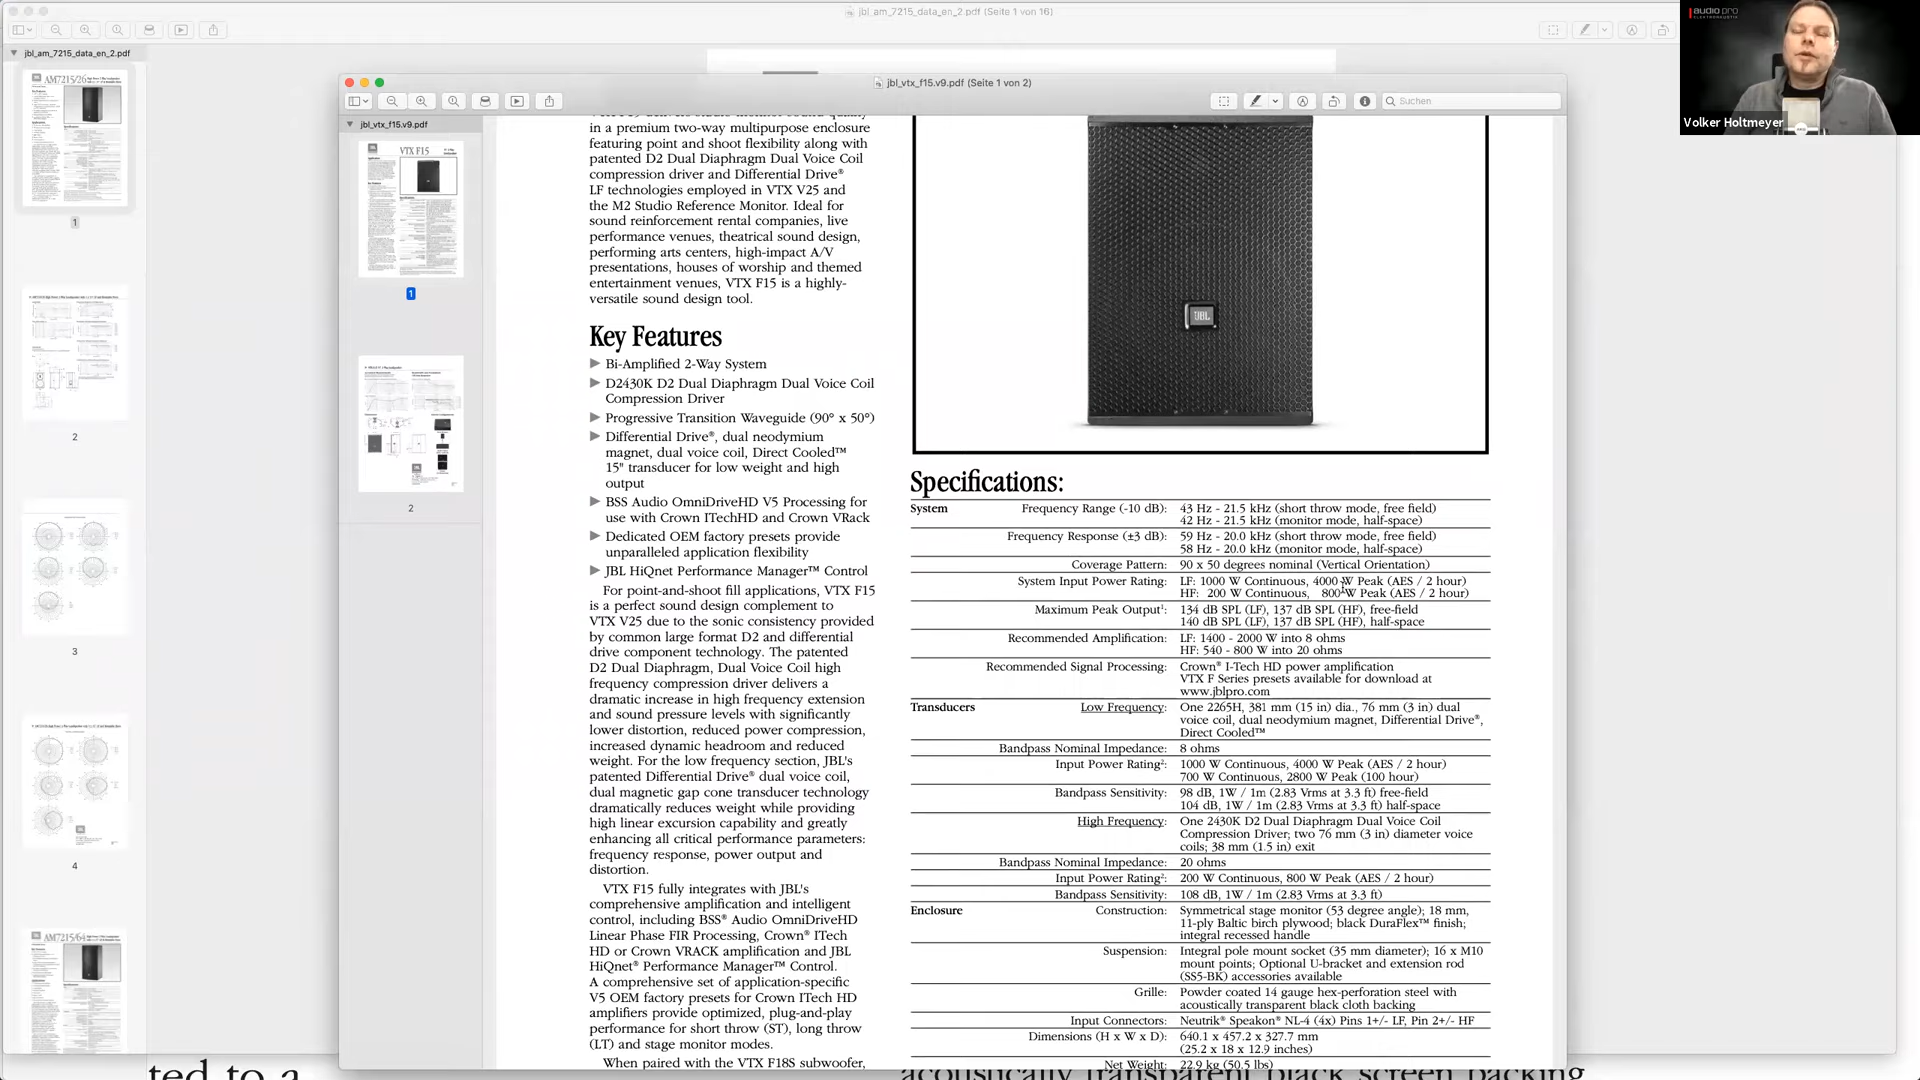 jbl_am_7215_data_en_2.pdf (Seite 1 von 16)
jbl_am_7215_data_en_2.pdf
AM7215/26
1
2
3
4
AM7215/64
audio pro
Volker Holtmeyer
jbl_vtx_f15.v9.pdf (Seite 1 von 2)
Suchen
jbl_vtx_f15.v9.pdf
VTX F15
1
2
in a premium two-way multipurpose enclosure
featuring point and shoot flexibility along with
patented D2 Dual Diaphragm Dual Voice Coil
compression driver and Differential Drive®
LF technologies employed in VTX V25 and
the M2 Studio Reference Monitor. Ideal for
sound reinforcement rental companies, live
performance venues, theatrical sound design,
performing arts centers, high-impact A/V
presentations, houses of worship and themed
entertainment venues, VTX F15 is a highly-
versatile sound design tool.
Key Features
Bi-Amplified 2-Way System
D2430K D2 Dual Diaphragm Dual Voice Coil
Compression Driver
Progressive Transition Waveguide (90° x 50°)
Differential Drive®, dual neodymium
magnet, dual voice coil, Direct Cooled™
15" transducer for low weight and high
output
BSS Audio OmniDriveHD V5 Processing for
use with Crown ITechHD and Crown VRack
Dedicated OEM factory presets provide
unparalleled application flexibility
JBL HiQnet Performance Manager™ Control
For point-and-shoot fill applications, VTX F15
is a perfect sound design complement to
VTX V25 due to the sonic consistency provided
by common large format D2 and differential
drive component technology. The patented
D2 Dual Diaphragm, Dual Voice Coil high
frequency compression driver delivers a
dramatic increase in high frequency extension
and sound pressure levels with significantly
lower distortion, reduced power compression,
increased dynamic headroom and reduced
weight. For the low frequency section, JBL's
patented Differential Drive® dual voice coil,
dual magnetic gap cone transducer technology
dramatically reduces weight while providing
high linear excursion capability and greatly
enhancing all critical performance parameters:
frequency response, power output and
distortion.
VTX F15 fully integrates with JBL's
comprehensive amplification and intelligent
control, including BSS® Audio OmniDriveHD
Linear Phase FIR Processing, Crown® ITech
HD or Crown VRACK amplification and JBL
HiQnet® Performance Manager™ Control.
A comprehensive set of application-specific
V5 OEM factory presets for Crown ITech HD
amplifiers provide optimized, plug-and-play
performance for short throw (ST), long throw
(LT) and stage monitor modes.
When paired with the VTX F18S subwoofer,
JBL
Specifications:
System Frequency Range (-10 dB): 43 Hz - 21.5 kHz (short throw mode, free field)
42 Hz - 21.5 kHz (monitor mode, half-space)
Frequency Response (±3 dB): 59 Hz - 20.0 kHz (short throw mode, free field)
58 Hz - 20.0 kHz (monitor mode, half-space)
Coverage Pattern: 90 x 50 degrees nominal (Vertical Orientation)
System Input Power Rating: LF: 1000 W Continuous, 4000 W Peak (AES / 2 hour)
HF: 200 W Continuous, 800 W Peak (AES / 2 hour)
Maximum Peak Output¹: 134 dB SPL (LF), 137 dB SPL (HF), free-field
140 dB SPL (LF), 137 dB SPL (HF), half-space
Recommended Amplification: LF: 1400 - 2000 W into 8 ohms
HF: 540 - 800 W into 20 ohms
Recommended Signal Processing: Crown® I-Tech HD power amplification
VTX F Series presets available for download at
www.jblpro.com
Transducers Low Frequency: One 2265H, 381 mm (15 in) dia., 76 mm (3 in) dual
voice coil, dual neodymium magnet, Differential Drive®,
Direct Cooled™
Bandpass Nominal Impedance: 8 ohms
Input Power Rating²: 1000 W Continuous, 4000 W Peak (AES / 2 hour)
700 W Continuous, 2800 W Peak (100 hour)
Bandpass Sensitivity: 98 dB, 1W / 1m (2.83 Vrms at 3.3 ft) free-field
104 dB, 1W / 1m (2.83 Vrms at 3.3 ft) half-space
High Frequency: One 2430K D2 Dual Diaphragm Dual Voice Coil
Compression Driver; two 76 mm (3 in) diameter voice
coils; 38 mm (1.5 in) exit
Bandpass Nominal Impedance: 20 ohms
Input Power Rating²: 200 W Continuous, 800 W Peak (AES / 2 hour)
Bandpass Sensitivity: 108 dB, 1W / 1m (2.83 Vrms at 3.3 ft)
Enclosure Construction: Symmetrical stage monitor (53 degree angle); 18 mm,
11-ply Baltic birch plywood; black DuraFlex™ finish;
integral recessed handle
Suspension: Integral pole mount socket (35 mm diameter); 16 x M10
mount points; Optional U-bracket and extension rod
(SS5-BK) accessories available
Grille: Powder coated 14 gauge hex-perforation steel with
acoustically transparent black cloth backing
Input Connectors: Neutrik® Speakon® NL-4 (4x) Pins 1+/- LF, Pin 2+/- HF
Dimensions (H x W x D): 640.1 x 457.2 x 327.7 mm
(25.2 x 18 x 12.9 inches)
Net Weight: 22.9 kg (50.5 lbs)
ted to a
acoustically transparent black screen backing